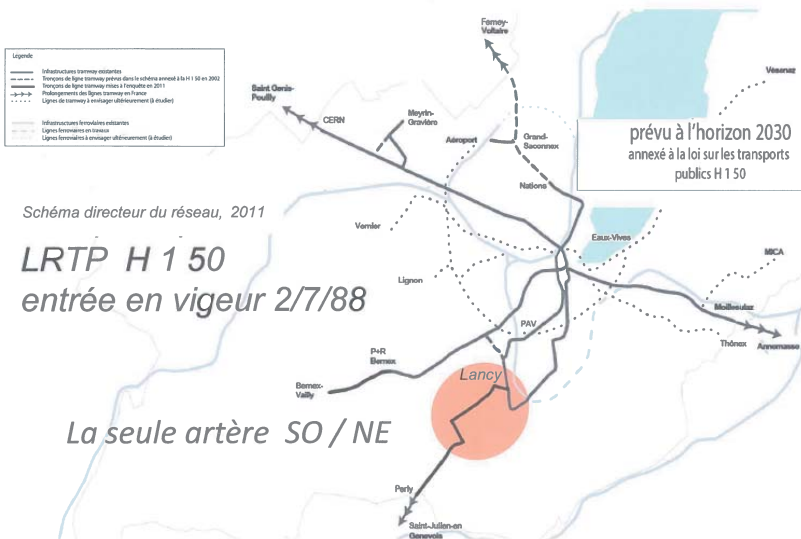 Ferney-
Voltaire
Légende
Infrastructures tramway existantes
Tronçons de ligne tramway prévus dans le schéma annexé à la H 1 50 en 2002
Tronçons de ligne tramway mises à l'enquête en 2011
Prolongements des lignes tramway en France
Lignes de tramway à envisager ultérieurement (à étudier)
Infrastructures ferroviaires existantes
Lignes ferroviaires en travaux
Lignes ferroviaires à envisager ultérieurement (à étudier)
Vésenaz
Saint Genis-
Pouilly
CERN
Meyrin-
Gravière
Aéroport
Grand-
Saconnex
prévu à l'horizon 2030
annexé à la loi sur les transports
publics H 1 50
Nations
Schéma directeur du réseau, 2011
Vernier
Eaux-Vives
LRTP H 1 50
entrée en vigeur 2/7/88
Lignon
MICA
Moillesulaz
PAV
Thônex
Annemasse
P+R
Bernex
Lancy
Bernex-
Vailly
La seule artère SO / NE
Perly
Saint-Julien-en
Genevois